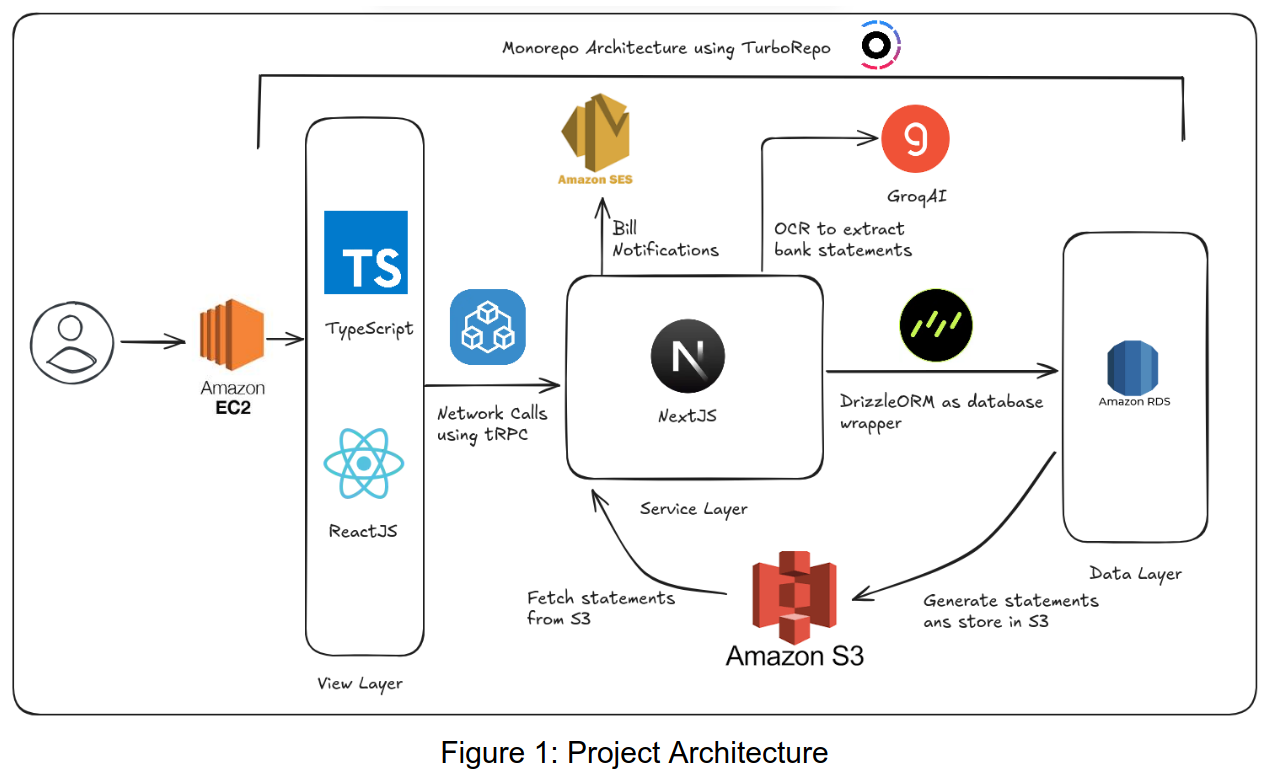 Monorepo Architecture using TurboRepo
Amazon SES
GroqAI
Bill
Notifications
OCR to extract
bank statements
TS
TypeScript
Amazon
EC2
Network Calls
using tRPC
N
NextJS
DrizzleORM as database
wrapper
Amazon RDS
ReactJS
Service Layer
Data Layer
Fetch statements
from S3
Generate statements
ans store in S3
Amazon S3
View Layer
Figure 1: Project Architecture